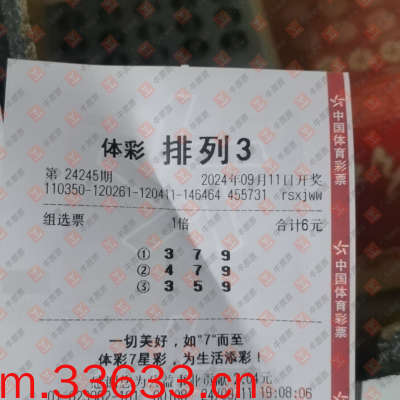 体彩 排列3
第 24245期 2024年09月11日开奖
110350-120261-120411-146464 455731 rsxjwW
组选票 1倍 合计6元
① 3 7 9
② 4 7 9
③ 3 5 9
一切美好，如"7"而至
体彩7星彩，为生活添彩！
m.33633.cn
19:08:06
中国体育彩票
中国体育彩票